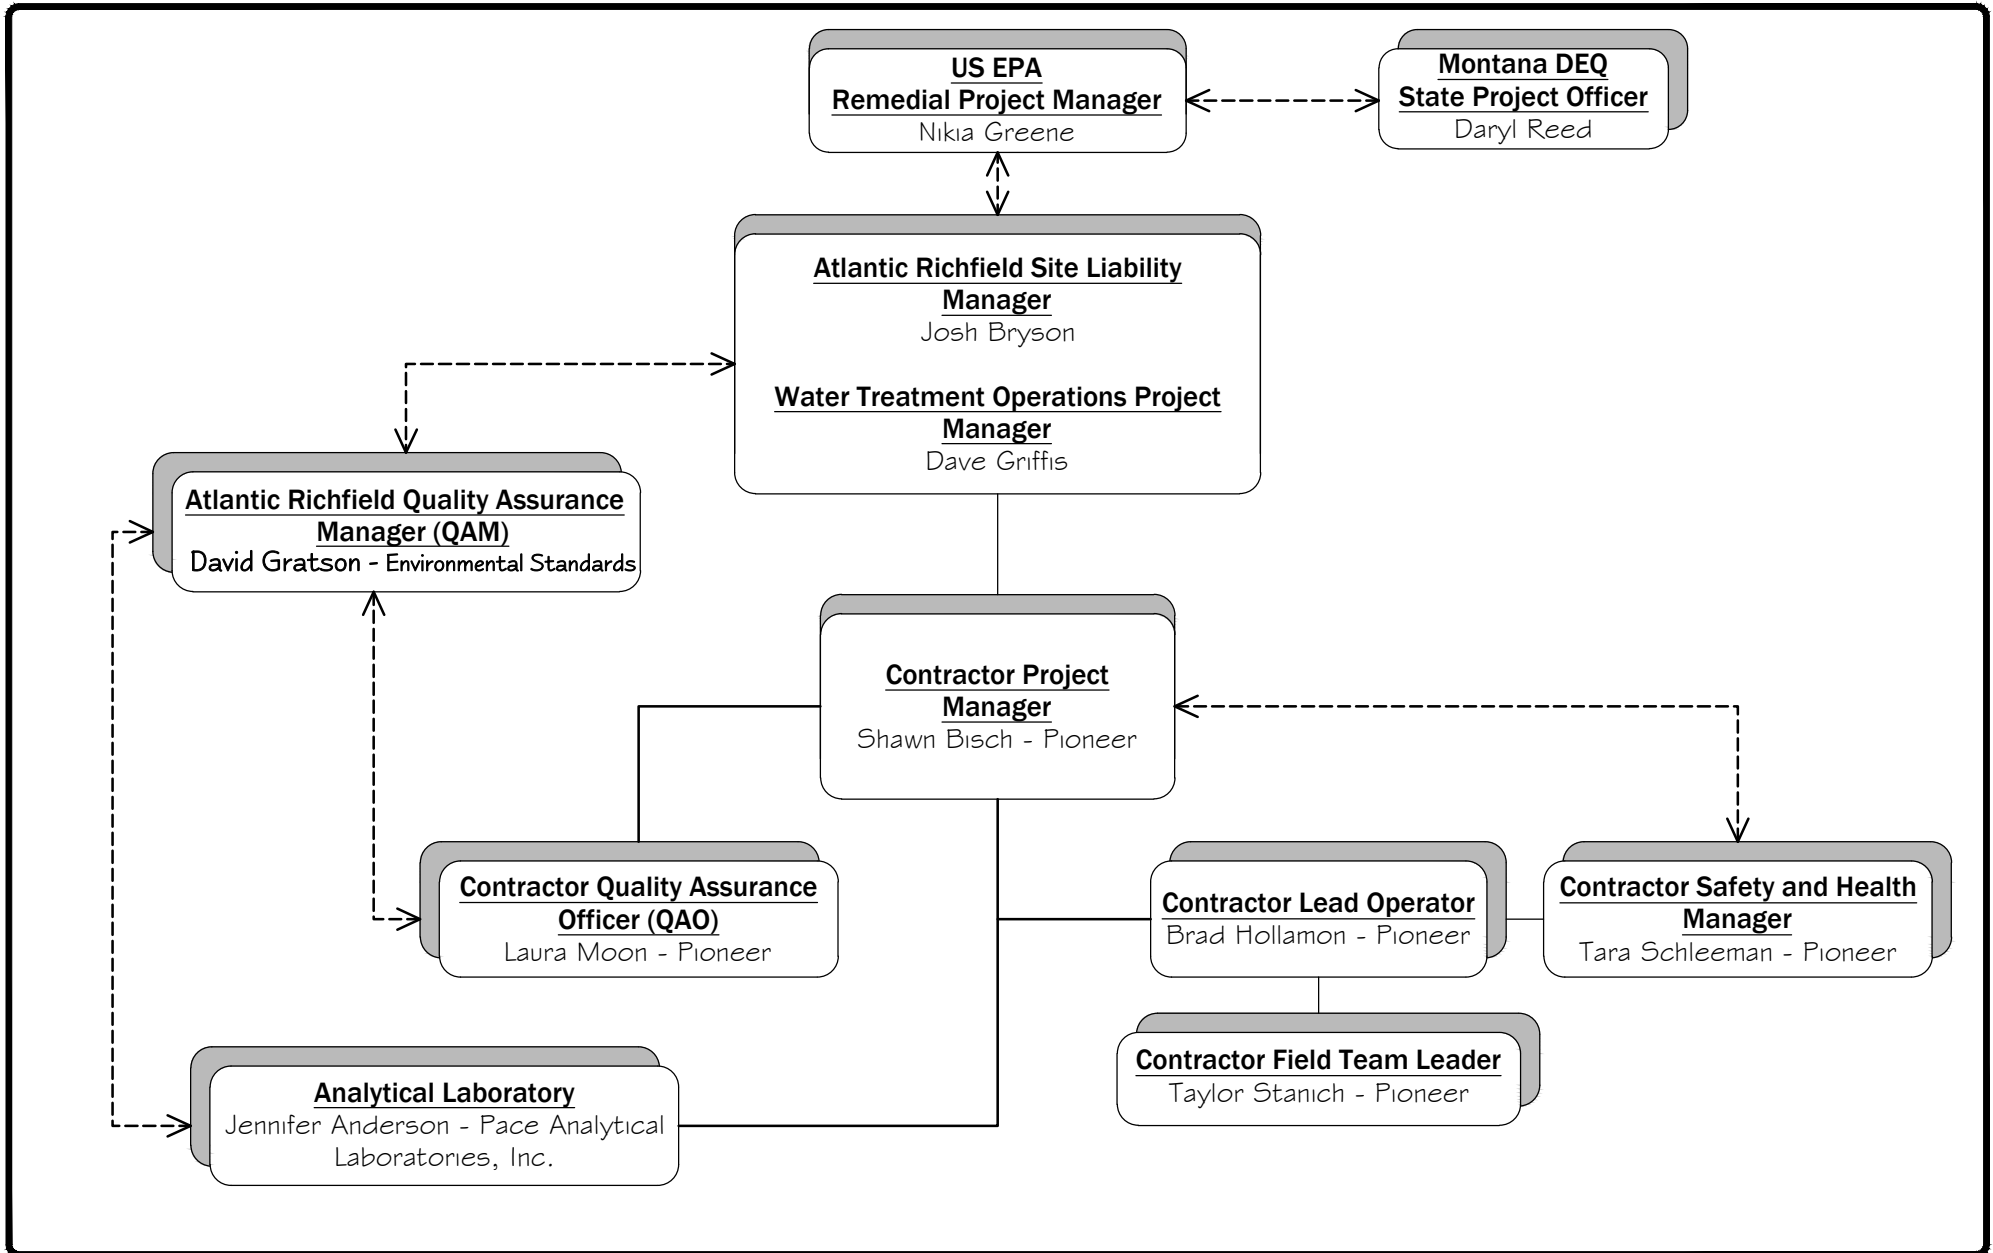 US EPA
Remedial Project Manager
Nikia Greene
Montana DEQ
State Project Officer
Daryl Reed
Atlantic Richfield Site Liability
Manager
Josh Bryson
Water Treatment Operations Project
Manager
Dave Griffis
Atlantic Richfield Quality Assurance
Manager (QAM)
David Gratson - Environmental Standards
Contractor Project
Manager
Shawn Bisch - Pioneer
Contractor Quality Assurance
Officer (QAO)
Laura Moon - Pioneer
Contractor Lead Operator
Brad Hollamon - Pioneer
Contractor Safety and Health
Manager
Tara Schleeman - Pioneer
Contractor Field Team Leader
Taylor Stanich - Pioneer
Analytical Laboratory
Jennifer Anderson - Pace Analytical
Laboratories, Inc.